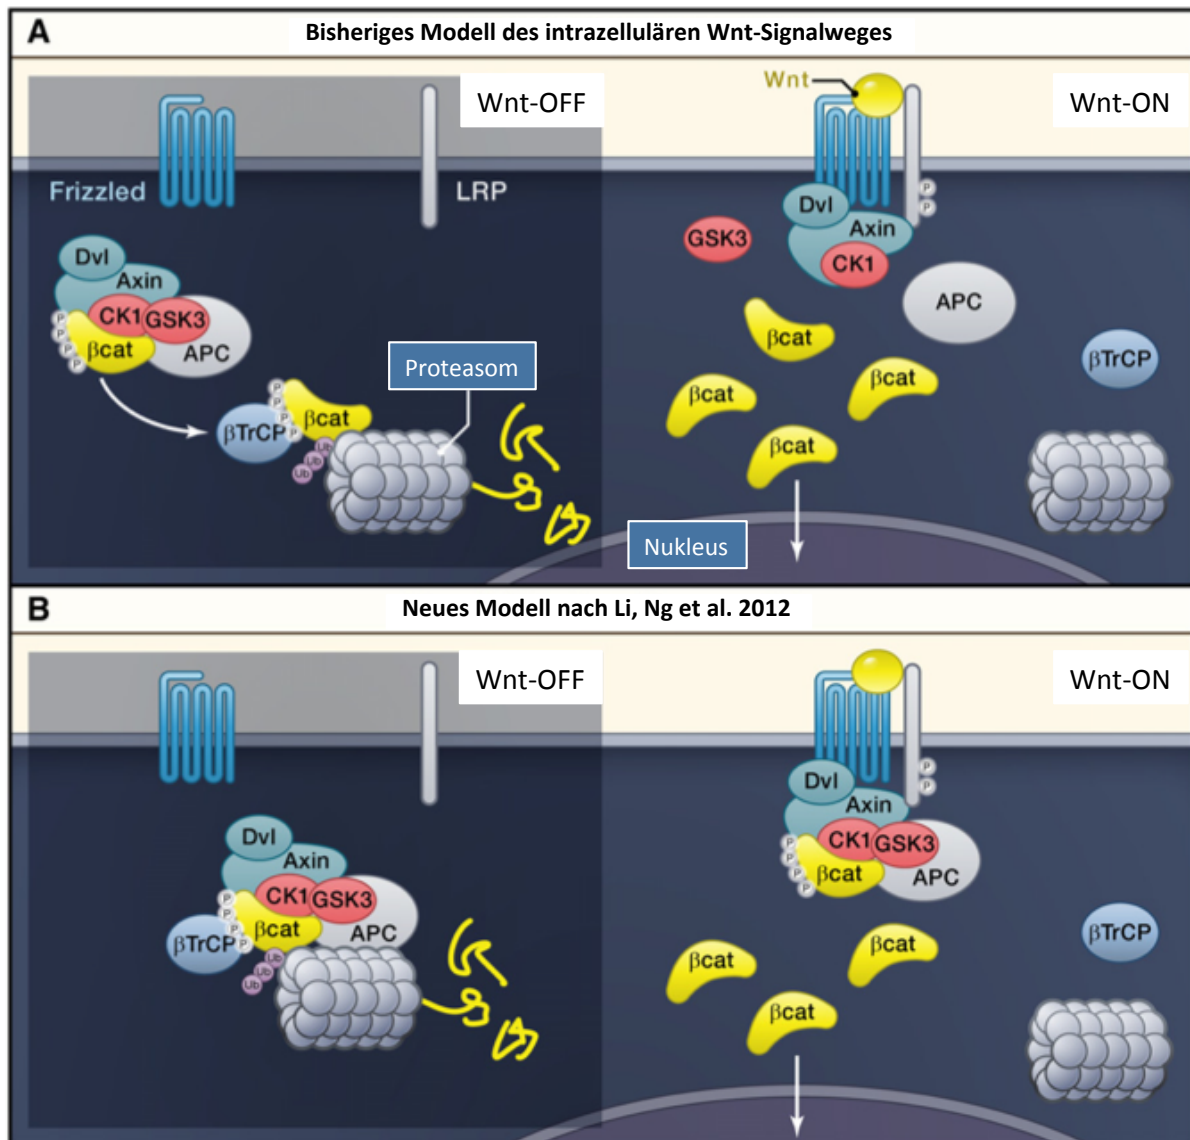 A
Bisheriges Modell des intrazellulären Wnt-Signalweges
Wnt-OFF
Frizzled
LRP
Dvl
Axin
CK1
GSK3
P
P
P
P
βcat
APC
Proteasom
P
P
P
P
βcat
βTrCP
Ub
Ub
Ub
Wnt
Wnt-ON
P
P
Dvl
Axin
GSK3
CK1
APC
βcat
βTrCP
βcat
βcat
βcat
Nukleus
B
Neues Modell nach Li, Ng et al. 2012
Wnt-OFF
Dvl
Axin
CK1
GSK3
P
P
P
P
βcat
APC
βTrCP
Ub
Ub
Ub
Wnt-ON
P
P
Dvl
Axin
CK1
GSK3
P
P
P
P
βcat
APC
βTrCP
βcat
βcat
βcat